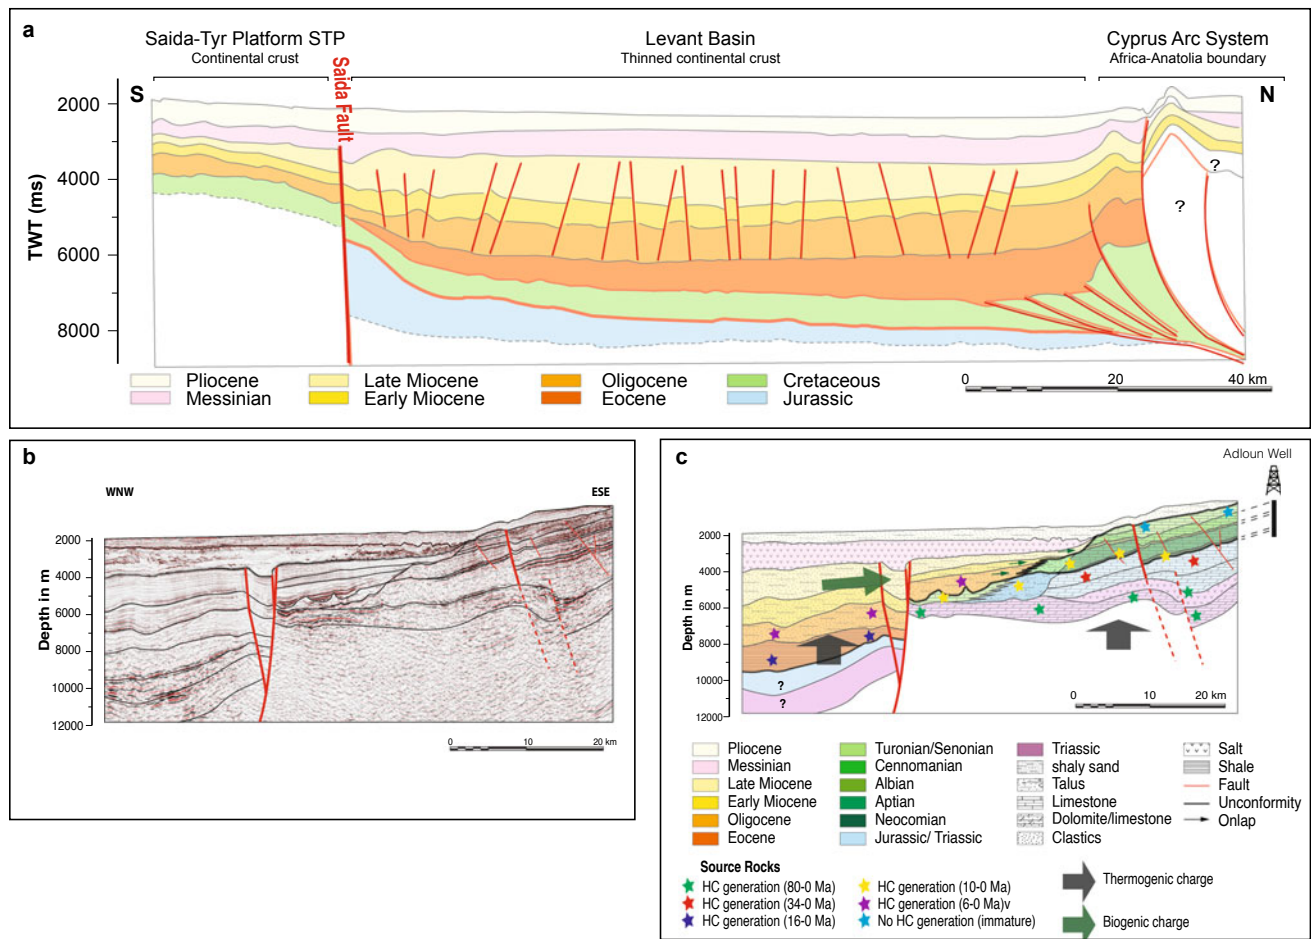 a
Saida-Tyr Platform STP
Continental crust
Levant Basin
Thinned continental crust
Cyprus Arc System
Africa-Anatolia boundary
S
Saida Fault
N
TWT (ms)
2000
4000
6000
8000
?
?
Pliocene
Late Miocene
Oligocene
Cretaceous
Messinian
Early Miocene
Eocene
Jurassic
0 20 40 km
b
WNW
ESE
Depth in m
2000
4000
6000
8000
10000
12000
0 10 20 km
c
Adloun Well
Depth in m
2000
4000
6000
8000
10000
12000
?
?
0 10 20 km
Pliocene
Messinian
Late Miocene
Early Miocene
Oligocene
Eocene
Turonian/Senonian
Cennomanian
Albian
Aptian
Neocomian
Jurassic/ Triassic
Triassic
shaly sand
Talus
Limestone
Dolomite/limestone
Clastics
Salt
Shale
Fault
Unconformity
Onlap
Source Rocks
HC generation (80-0 Ma)
HC generation (34-0 Ma)
HC generation (16-0 Ma)
HC generation (10-0 Ma)
HC generation (6-0 Ma)v
No HC generation (immature)
Thermogenic charge
Biogenic charge